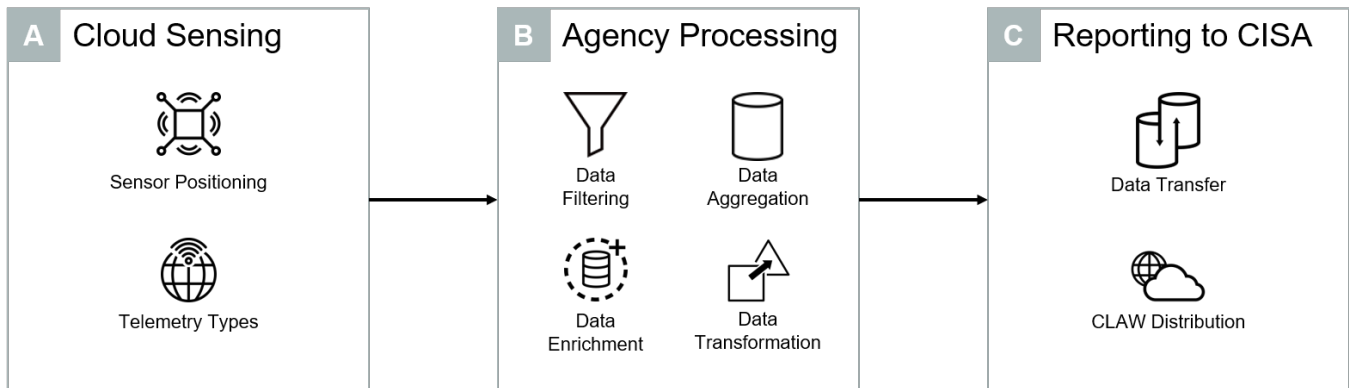 A Cloud Sensing
Sensor Positioning
Telemetry Types
B Agency Processing
Data
Filtering
Data
Aggregation
Data
Enrichment
Data
Transformation
C Reporting to CISA
Data Transfer
CLAW Distribution